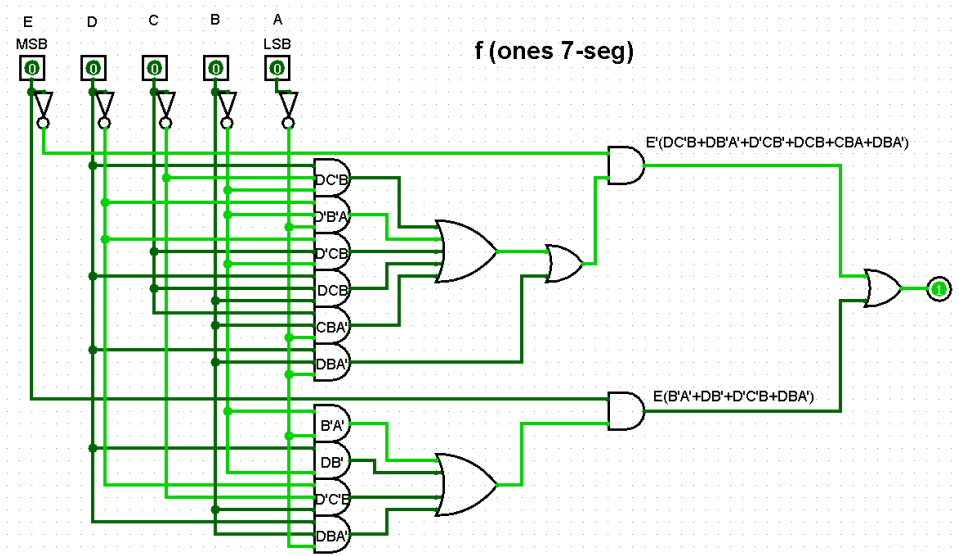 E D C B A
MSB LSB
f (ones 7-seg)
0 0 0 0 0
E'(DC'B+DB'A'+D'CB'+DCB+CBA+DBA')
DC'B
D'B'A
D'CB
DCB
1
CBA'
DBA'
E(B'A'+DB'+D'C'B+DBA')
B'A'
DB'
D'C'B
DBA'